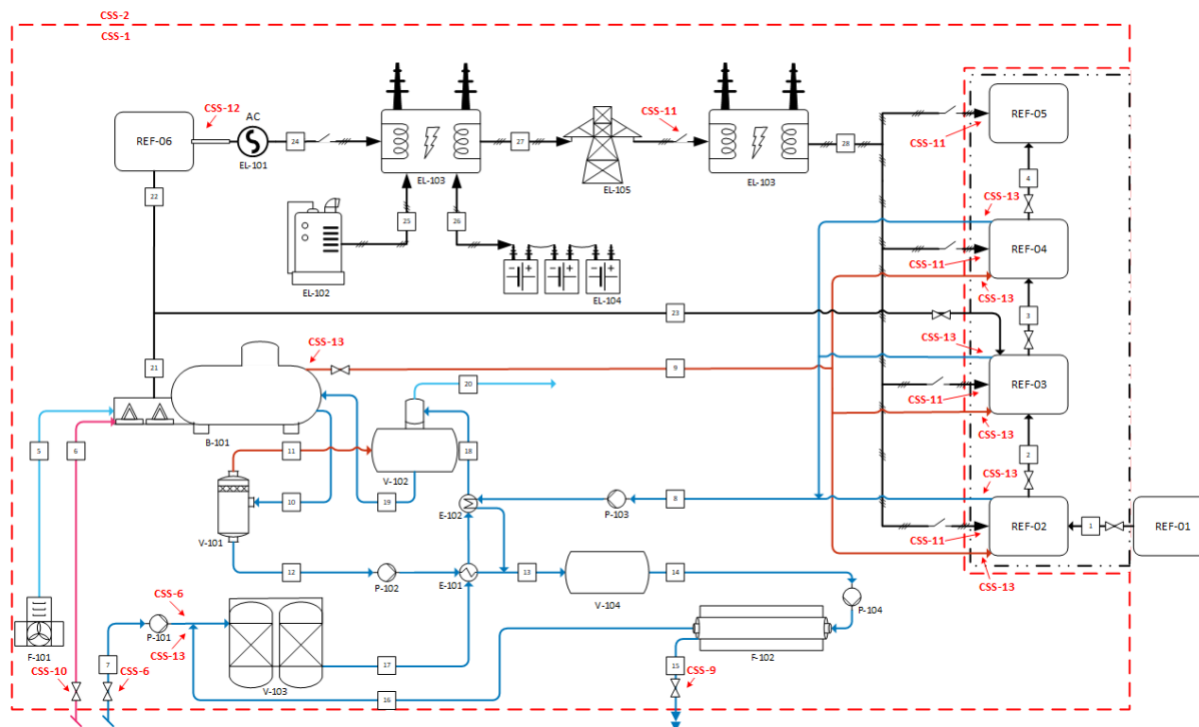 CSS-2
CSS-1
CSS-12
AC
REF-06
EL-101
24
EL-103
27
EL-105
CSS-11
EL-103
28
REF-05
CSS-11
4
22
25
26
EL-102
EL-104
CSS-13
REF-04
CSS-11
CSS-13
23
3
21
CSS-13
9
CSS-13
REF-03
CSS-11
CSS-13
20
5
6
B-101
11
V-102
18
2
10
19
V-101
E-102
P-103
8
CSS-13
REF-02
1
REF-01
CSS-11
CSS-13
12
P-102
E-101
13
V-104
14
P-104
F-101
CSS-6
P-101
CSS-13
7
CSS-10
CSS-6
V-103
17
16
F-102
15
CSS-9